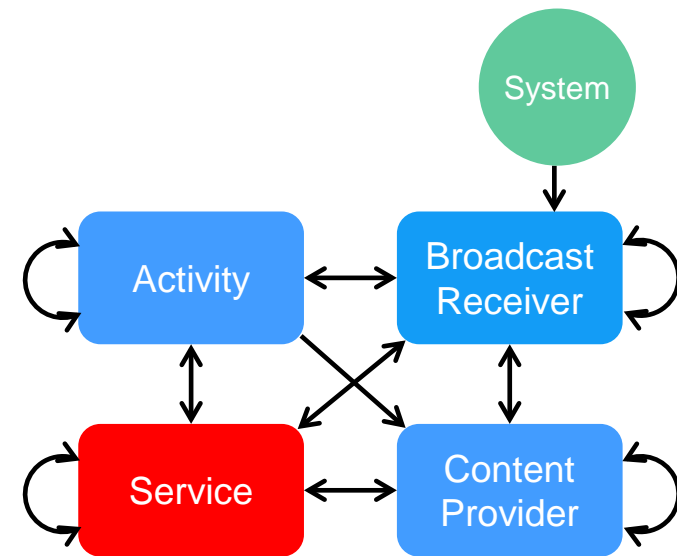 System
Activity
Broadcast
Receiver
Service
Content
Provider